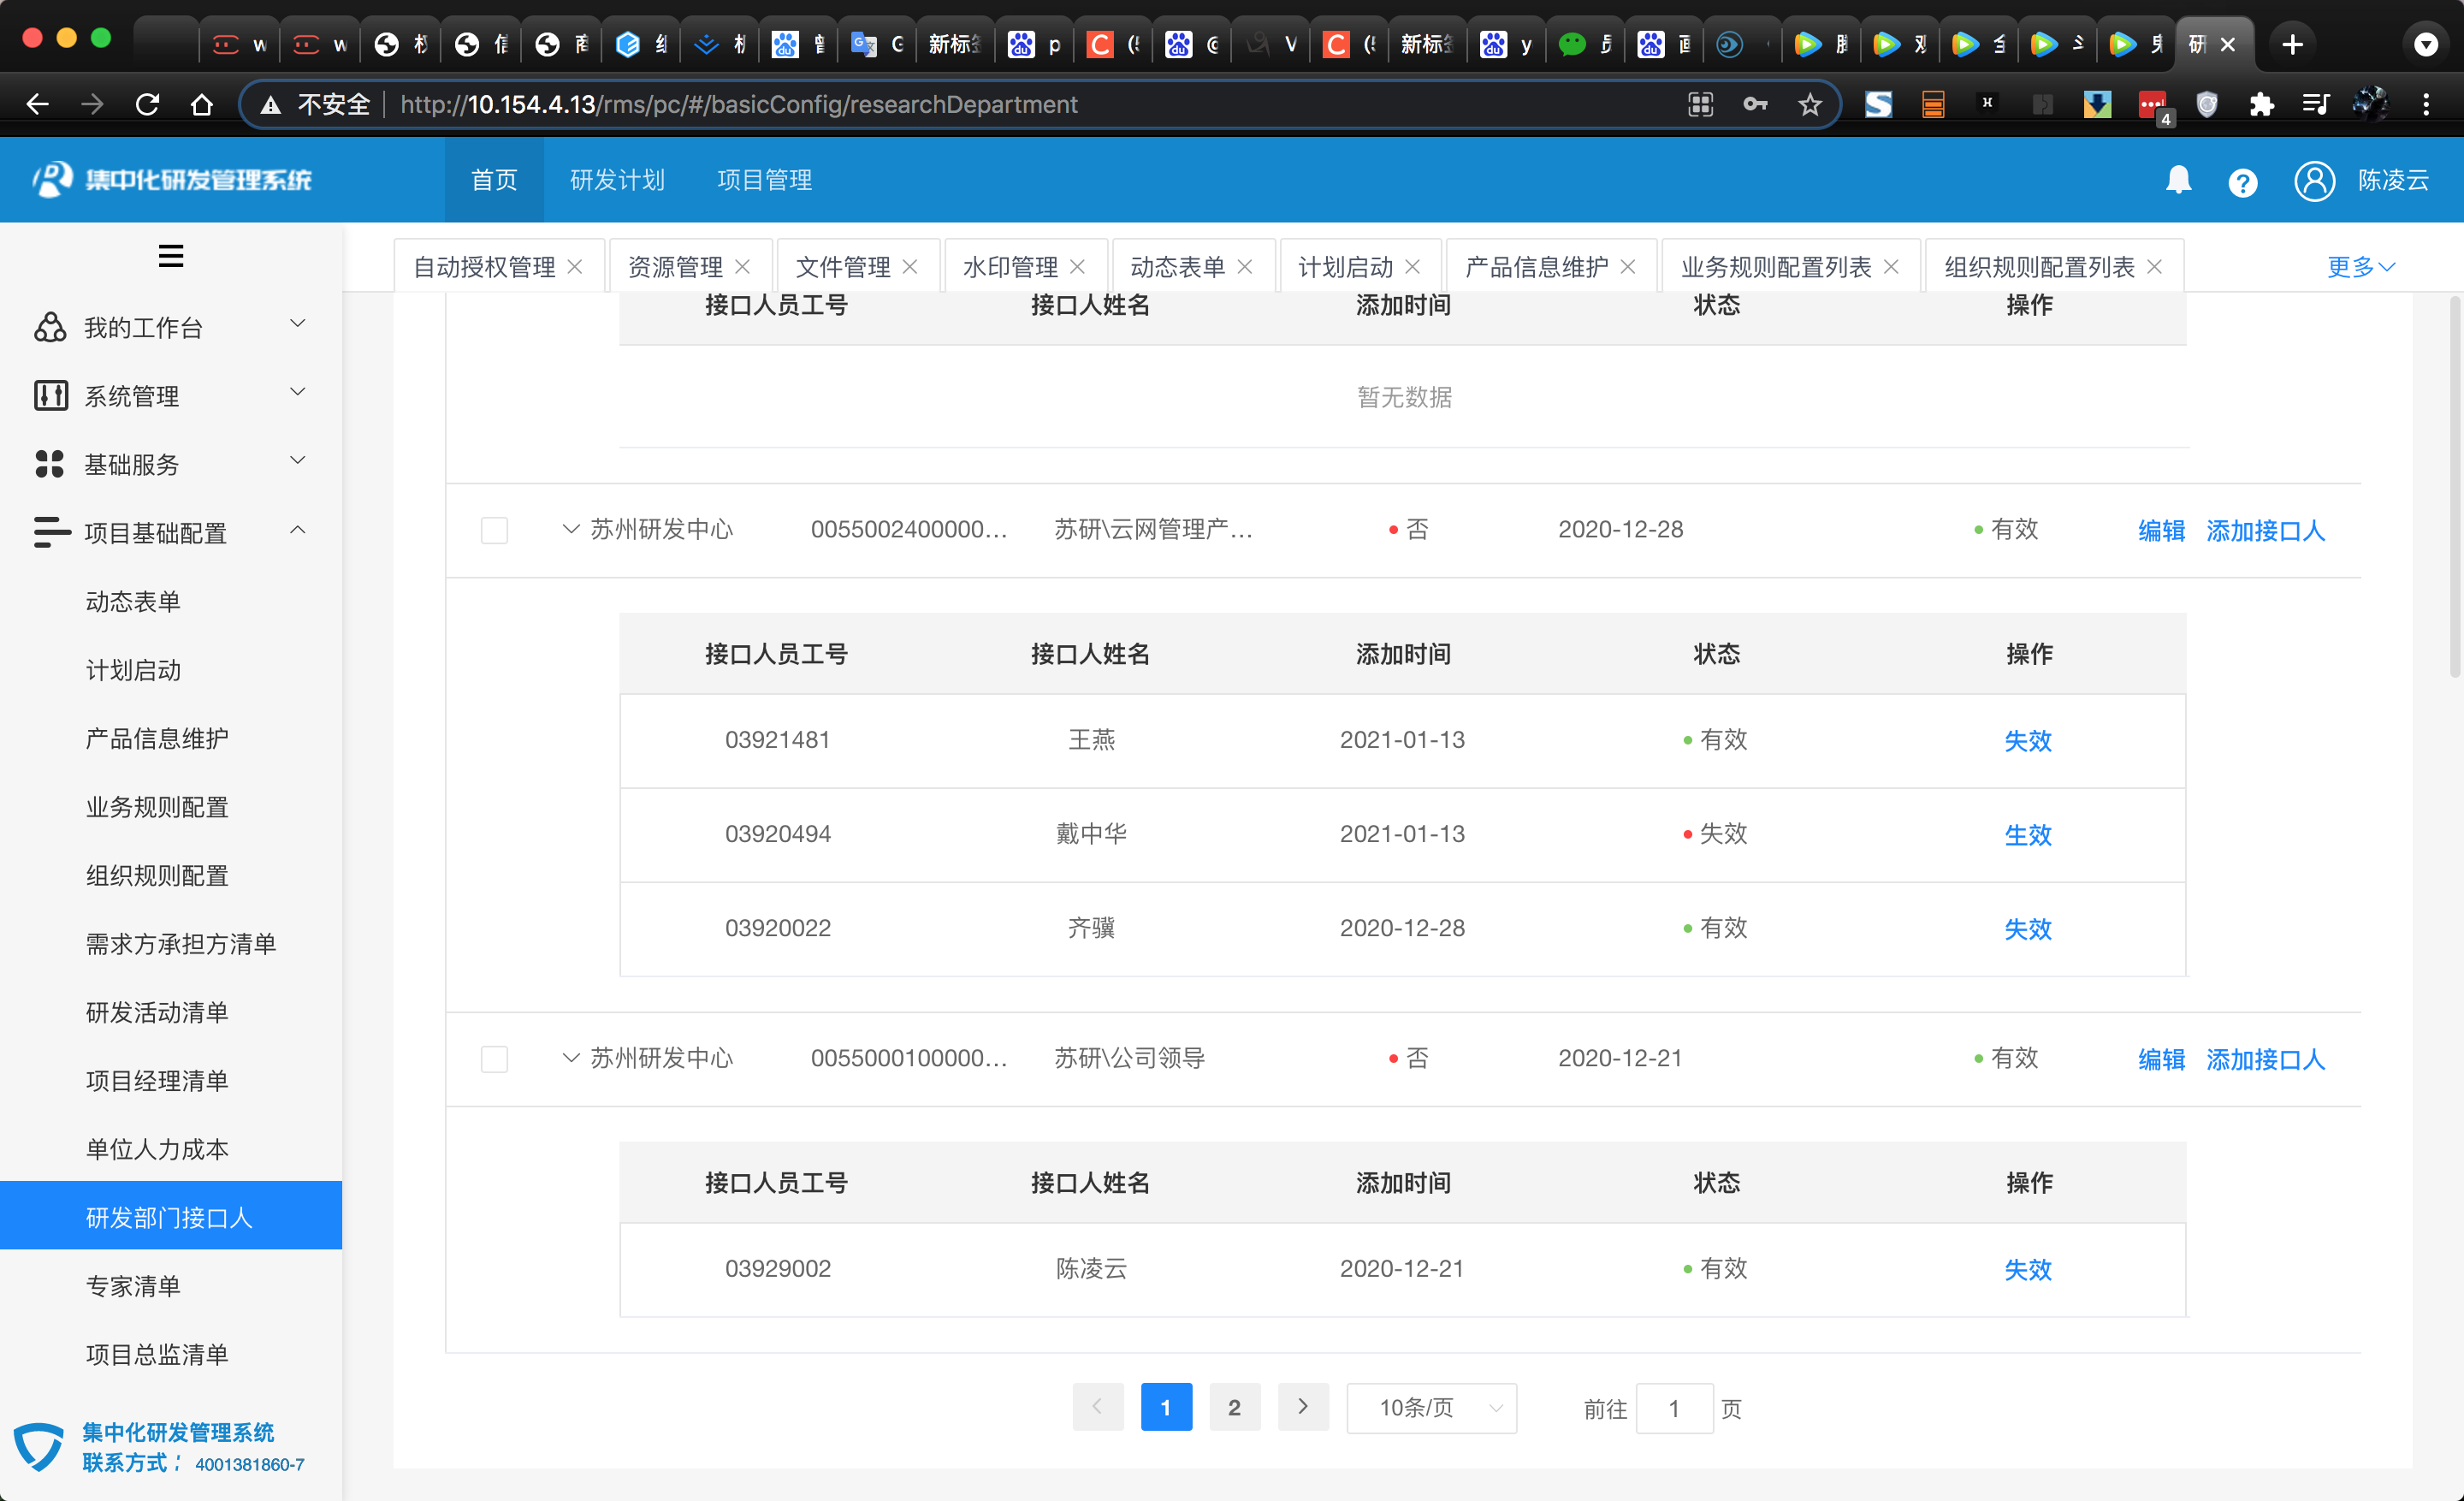 新标签
新标签
研
不安全
http://10.154.4.13/rms/pc/#/basicConfig/researchDepartment
4
集中化研发管理系统
首页 研发计划 项目管理
陈凌云
自动授权管理 资源管理 文件管理 水印管理 动态表单 计划启动 产品信息维护 业务规则配置列表 组织规则配置列表 更多
我的工作台
系统管理
基础服务
项目基础配置
动态表单
计划启动
产品信息维护
业务规则配置
组织规则配置
需求方承担方清单
研发活动清单
项目经理清单
单位人力成本
研发部门接口人
专家清单
项目总监清单
集中化研发管理系统
联系方式： 4001381860-7
接口人员工号 接口人姓名 添加时间 状态 操作
暂无数据
苏州研发中心 0055002400000... 苏研\云网管理产... 否 2020-12-28 有效 编辑 添加接口人
接口人员工号 接口人姓名 添加时间 状态 操作
03921481 王燕 2021-01-13 有效 失效
03920494 戴中华 2021-01-13 失效 生效
03920022 齐骥 2020-12-28 有效 失效
苏州研发中心 0055000100000... 苏研\公司领导 否 2020-12-21 有效 编辑 添加接口人
接口人员工号 接口人姓名 添加时间 状态 操作
03929002 陈凌云 2020-12-21 有效 失效
1 2 10条/页 前往 1 页